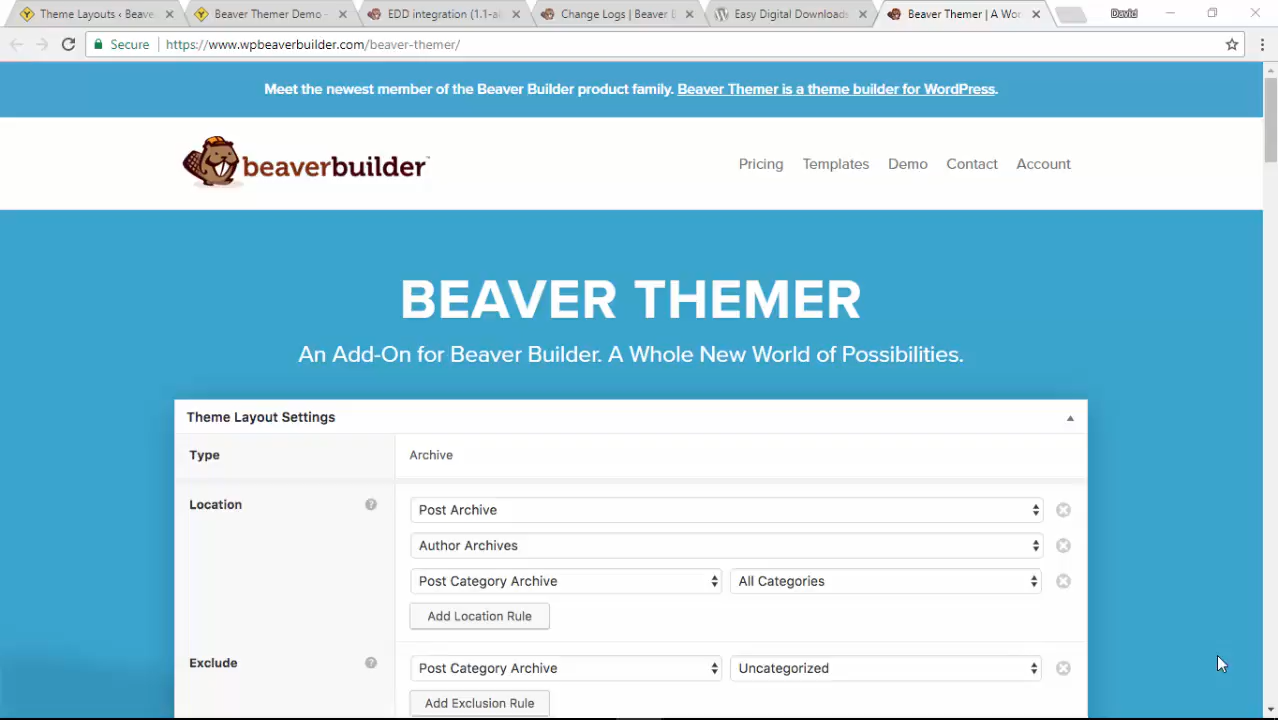 Theme Layouts ‹ Beave
Beaver Themer Demo –
EDD integration (1.1-al
Change Logs | Beaver B
Easy Digital Downloads
Beaver Themer | A Wor
David
Secure
https://www.wpbeaverbuilder.com/beaver-themer/
Meet the newest member of the Beaver Builder product family. Beaver Themer is a theme builder for WordPress.
beaverbuilder™
Pricing
Templates
Demo
Contact
Account
BEAVER THEMER
An Add-On for Beaver Builder. A Whole New World of Possibilities.
Theme Layout Settings
Type
Archive
Location
Post Archive
Author Archives
Post Category Archive
All Categories
Add Location Rule
Exclude
Post Category Archive
Uncategorized
Add Exclusion Rule